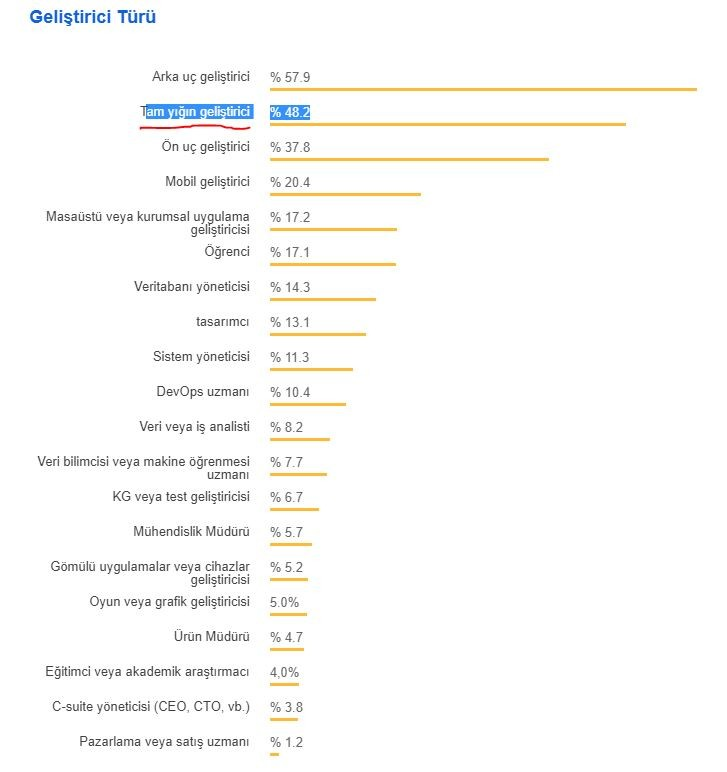 Geliştirici Türü
Arka uç geliştirici % 57.9
Tam yığın geliştirici % 48.2
Ön uç geliştirici % 37.8
Mobil geliştirici % 20.4
Masaüstü veya kurumsal uygulama % 17.2
geliştiricisi
Öğrenci % 17.1
Veritabanı yöneticisi % 14.3
tasarımcı % 13.1
Sistem yöneticisi % 11.3
DevOps uzmanı % 10.4
Veri veya iş analisti % 8.2
Veri bilimcisi veya makine öğrenmesi % 7.7
uzmanı
KG veya test geliştiricisi % 6.7
Mühendislik Müdürü % 5.7
Gömülü uygulamalar veya cihazlar % 5.2
geliştiricisi
Oyun veya grafik geliştiricisi 5.0%
Ürün Müdürü % 4.7
Eğitimci veya akademik araştırmacı 4,0%
C-suite yöneticisi (CEO, CTO, vb.) % 3.8
Pazarlama veya satış uzmanı % 1.2